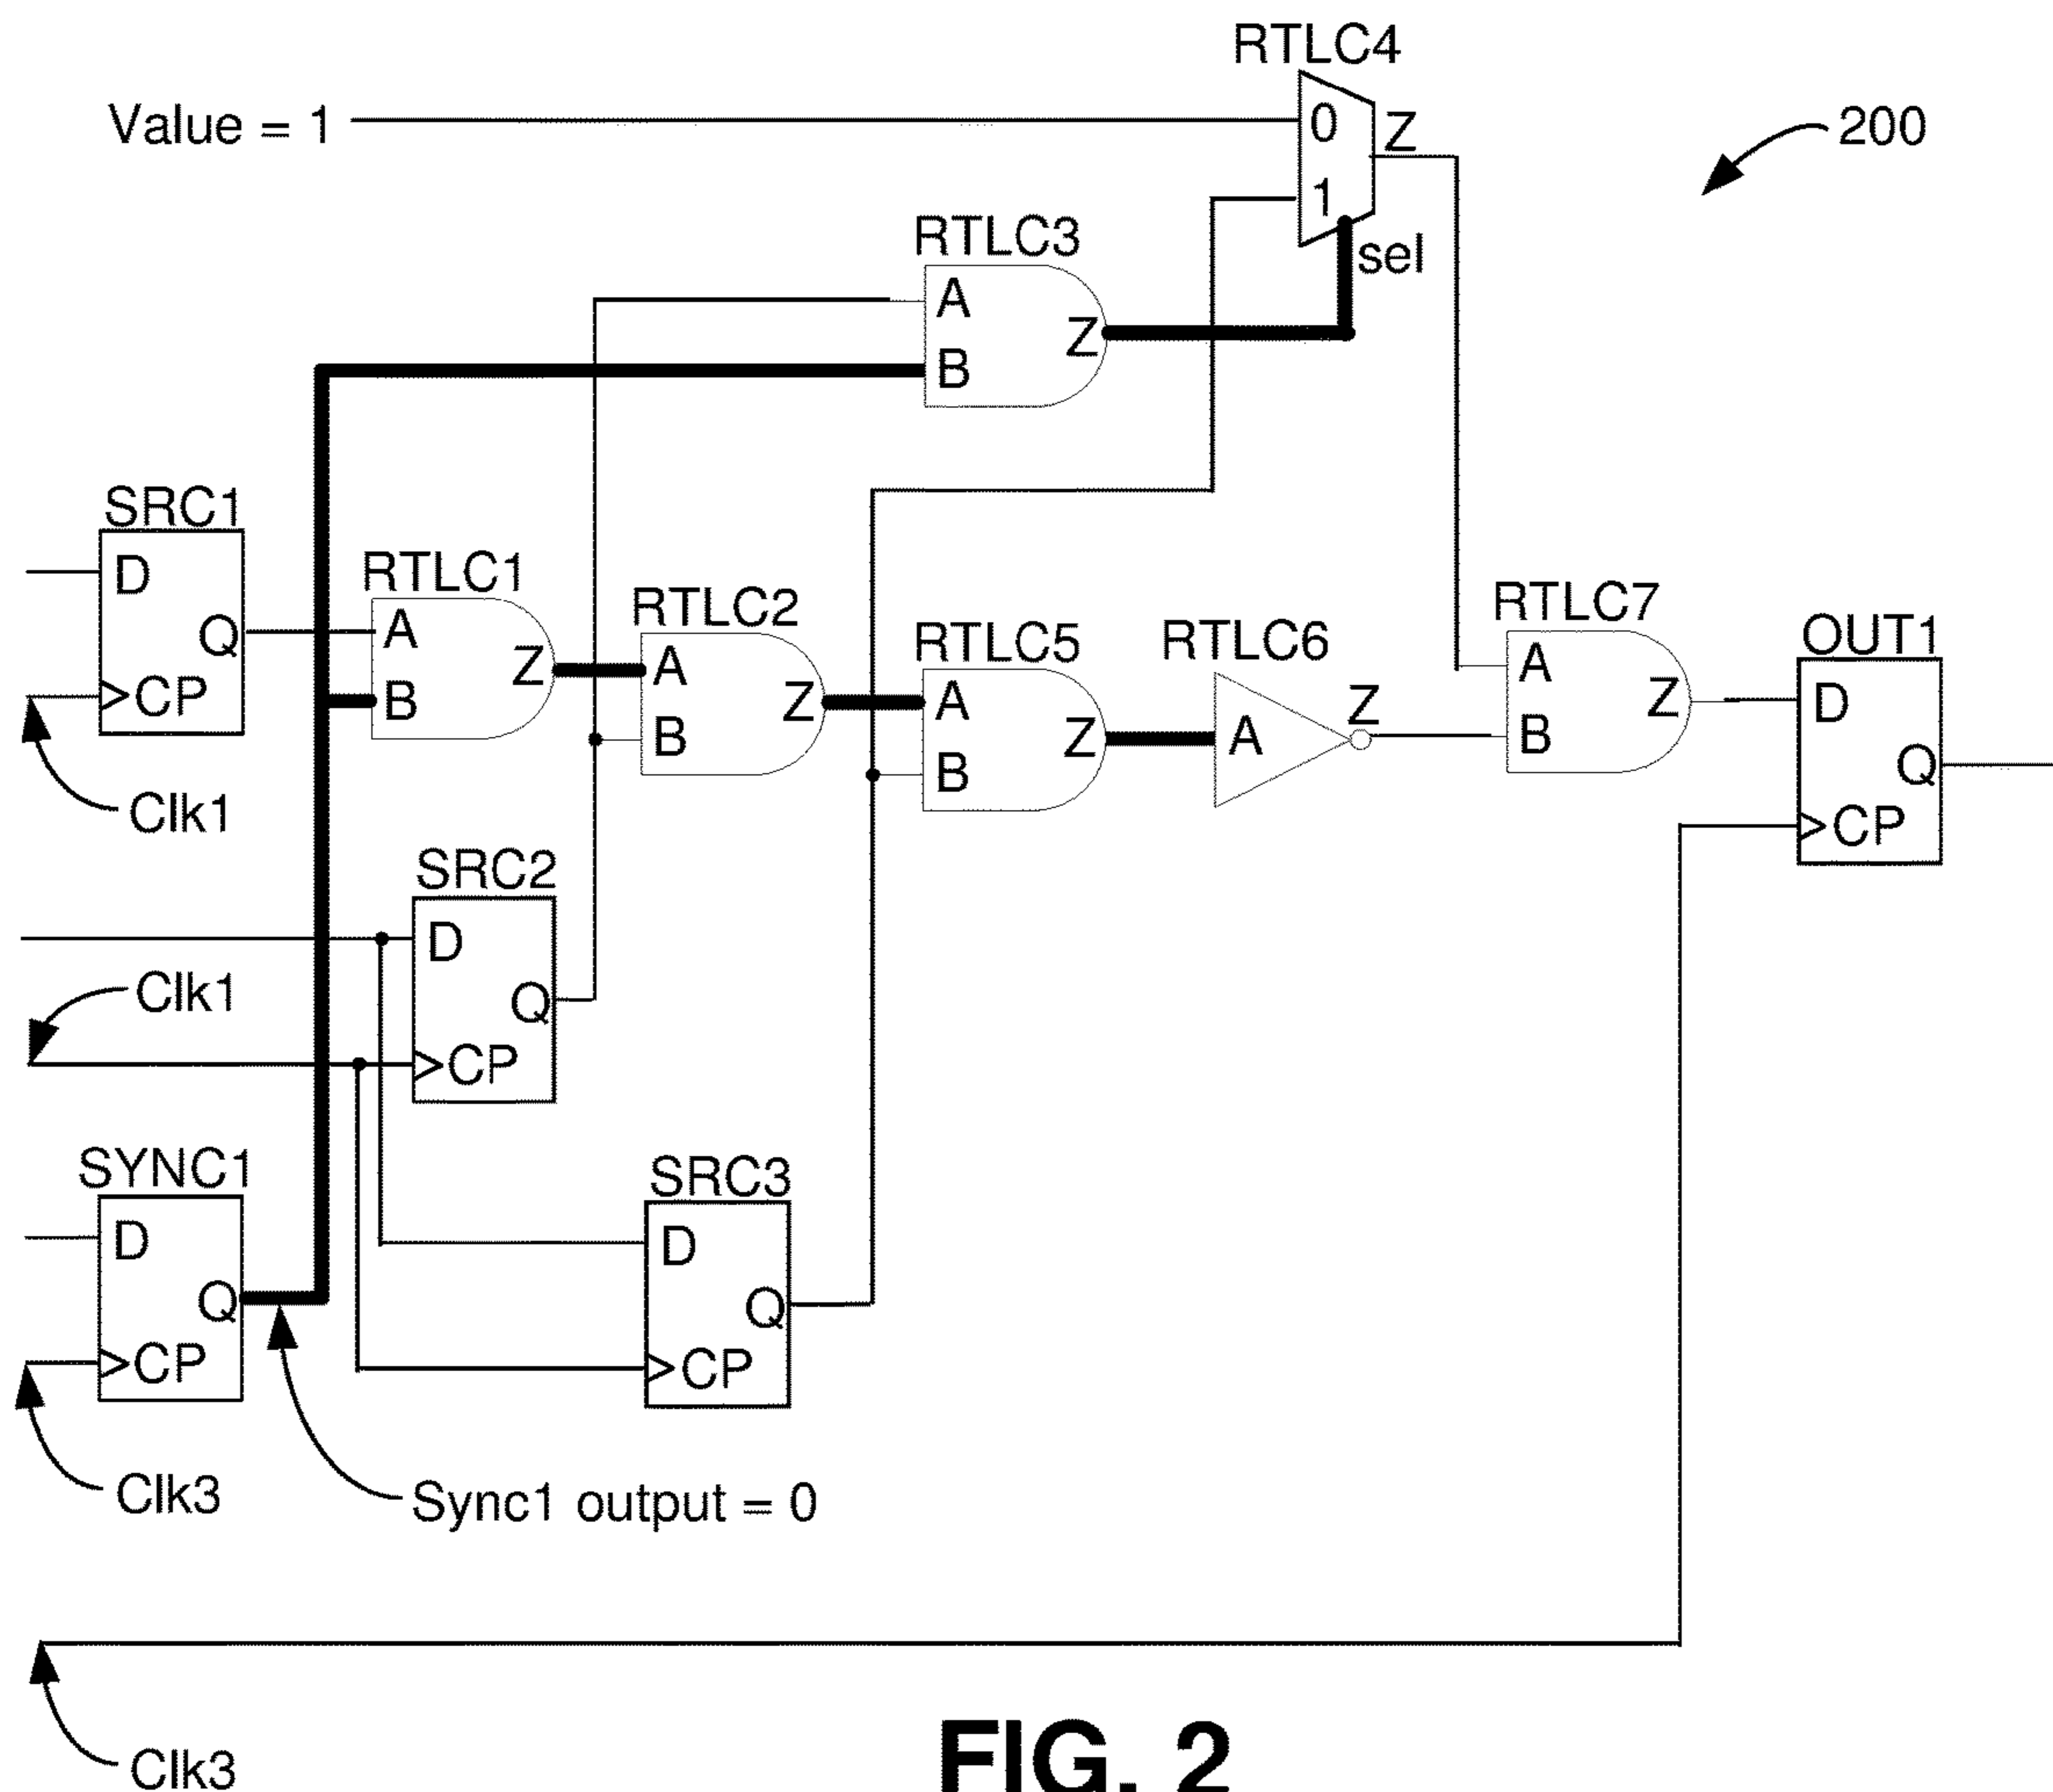 RTLC4
Value = 1
0
Z
200
1
sel
RTLC3
A
Z
B
SRC1
D
Q
CP
Clk1
RTLC1
A
Z
B
RTLC2
A
Z
B
RTLC5
A
Z
B
RTLC6
A
Z
RTLC7
A
Z
B
OUT1
D
Q
CP
SRC2
D
Q
CP
Clk1
SYNC1
D
Q
CP
Clk3
SRC3
D
Q
CP
Sync1 output = 0
Clk3
FIG. 2